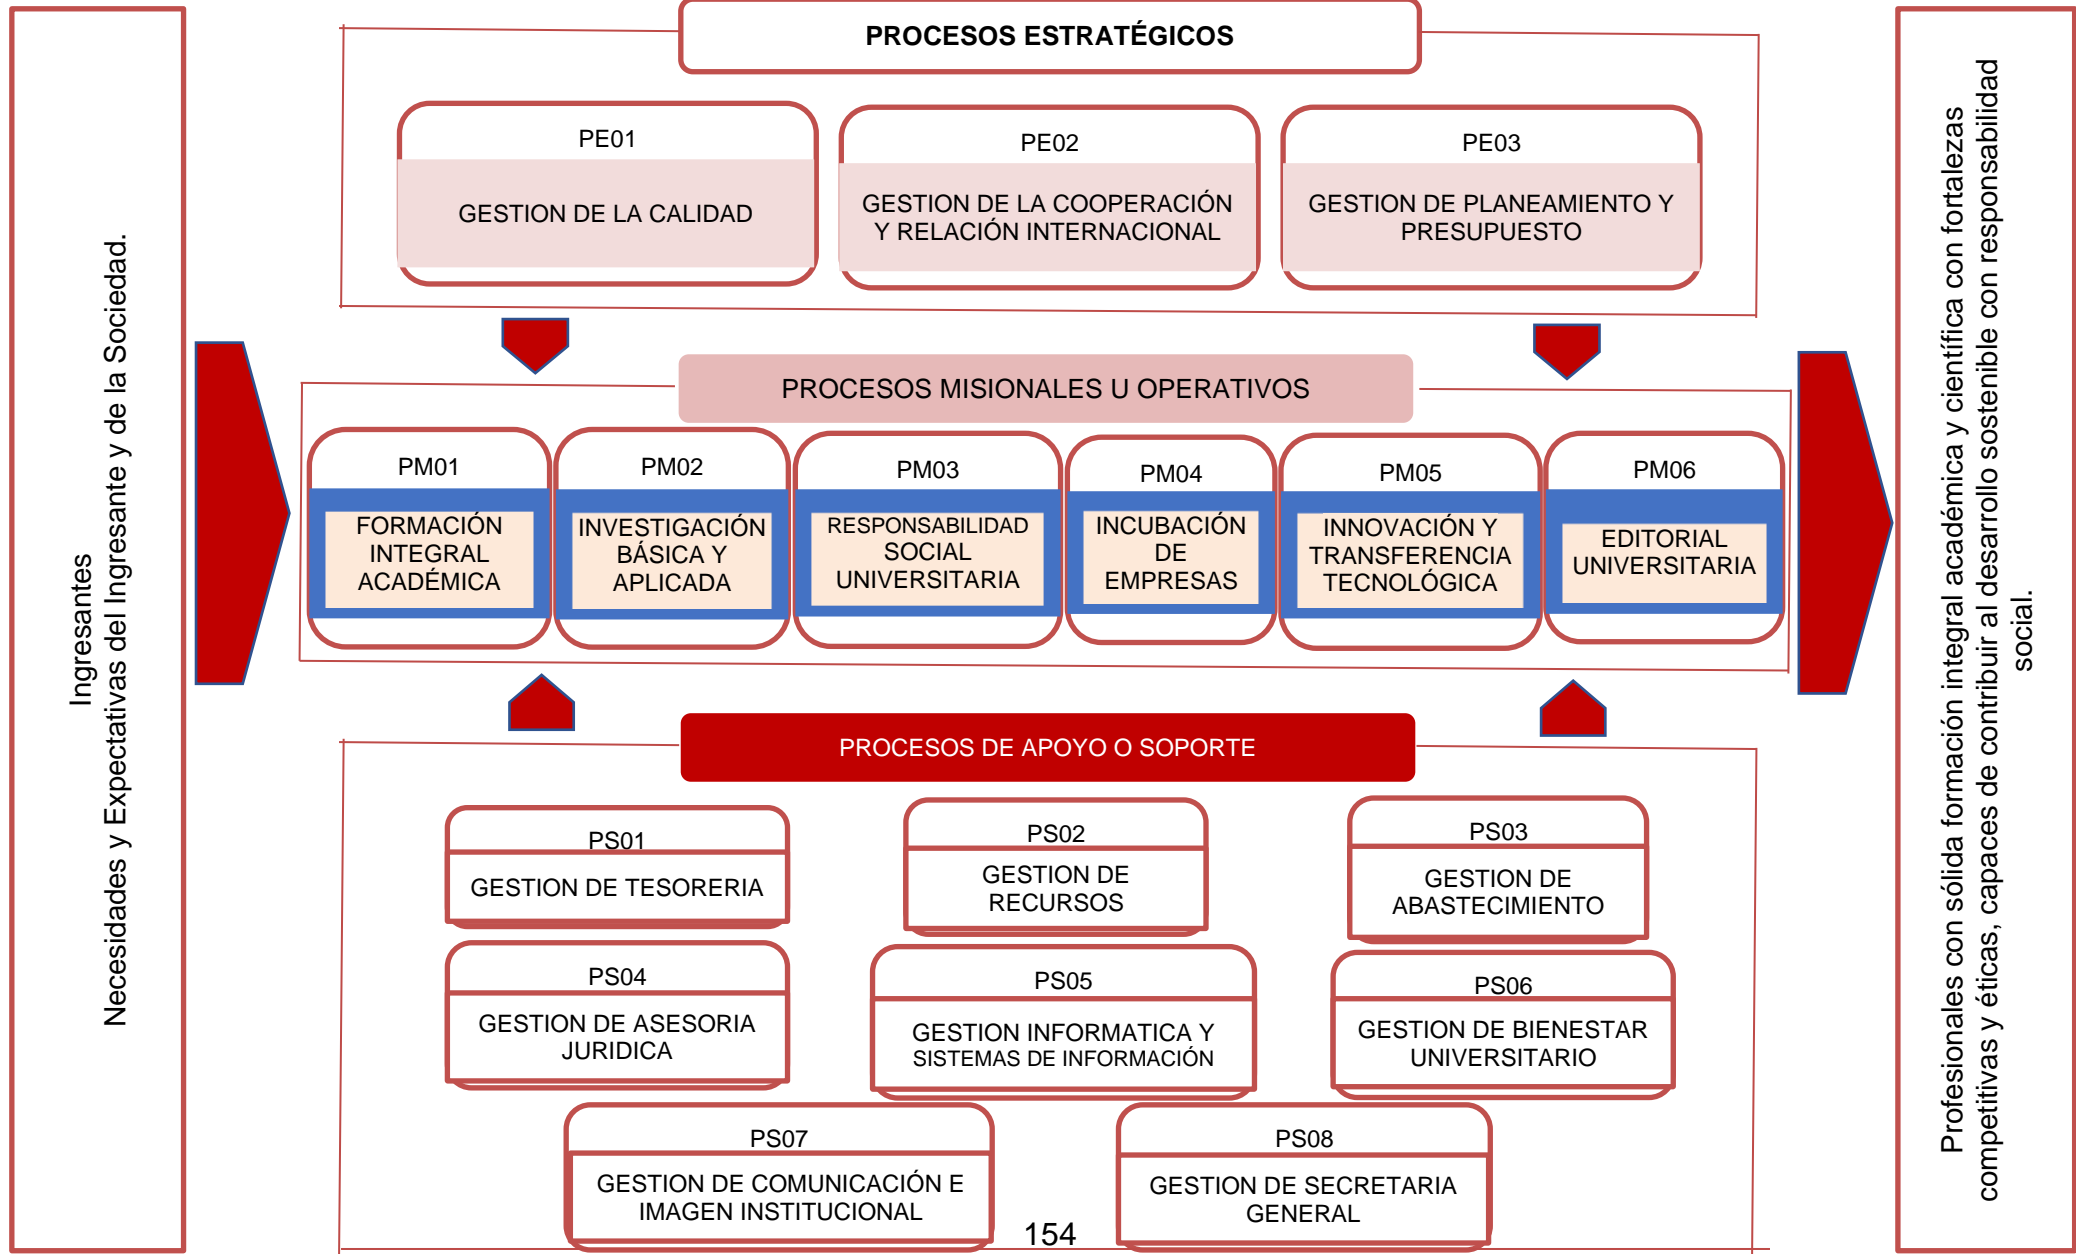 Ingresantes
Necesidades y Expectativas del Ingresante y de la Sociedad.
PROCESOS ESTRATÉGICOS
PE01
GESTION DE LA CALIDAD
PE02
GESTION DE LA COOPERACIÓN
Y RELACIÓN INTERNACIONAL
PE03
GESTION DE PLANEAMIENTO Y
PRESUPUESTO
PROCESOS MISIONALES U OPERATIVOS
PM01
FORMACIÓN
INTEGRAL
ACADÉMICA
PM02
INVESTIGACIÓN
BÁSICA Y
APLICADA
PM03
RESPONSABILIDAD
SOCIAL
UNIVERSITARIA
PM04
INCUBACIÓN
DE
EMPRESAS
PM05
INNOVACIÓN Y
TRANSFERENCIA
TECNOLÓGICA
PM06
EDITORIAL
UNIVERSITARIA
PROCESOS DE APOYO O SOPORTE
PS01
GESTION DE TESORERIA
PS02
GESTION DE
RECURSOS
PS03
GESTION DE
ABASTECIMIENTO
PS04
GESTION DE ASESORIA
JURIDICA
PS05
GESTION INFORMATICA Y
SISTEMAS DE INFORMACIÓN
PS06
GESTION DE BIENESTAR
UNIVERSITARIO
PS07
GESTION DE COMUNICACIÓN E
IMAGEN INSTITUCIONAL
PS08
GESTION DE SECRETARIA
GENERAL
154
Profesionales con sólida formación integral académica y científica con fortalezas
competitivas y éticas, capaces de contribuir al desarrollo sostenible con responsabilidad
social.